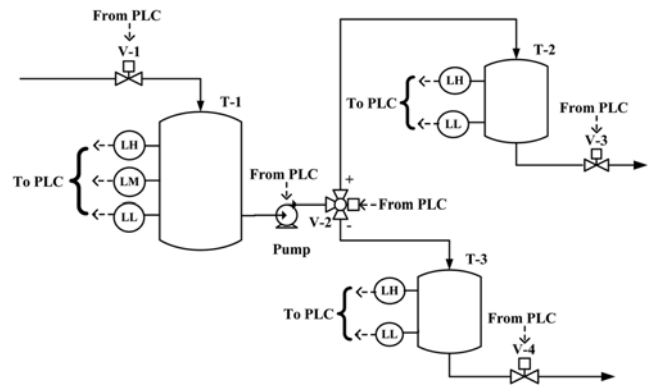 From PLC
V-1
T-1
LH
LM
LL
To PLC
From PLC
Pump
V-2
+
-
From PLC
T-2
LH
LL
To PLC
From PLC
V-3
T-3
LH
LL
To PLC
From PLC
V-4